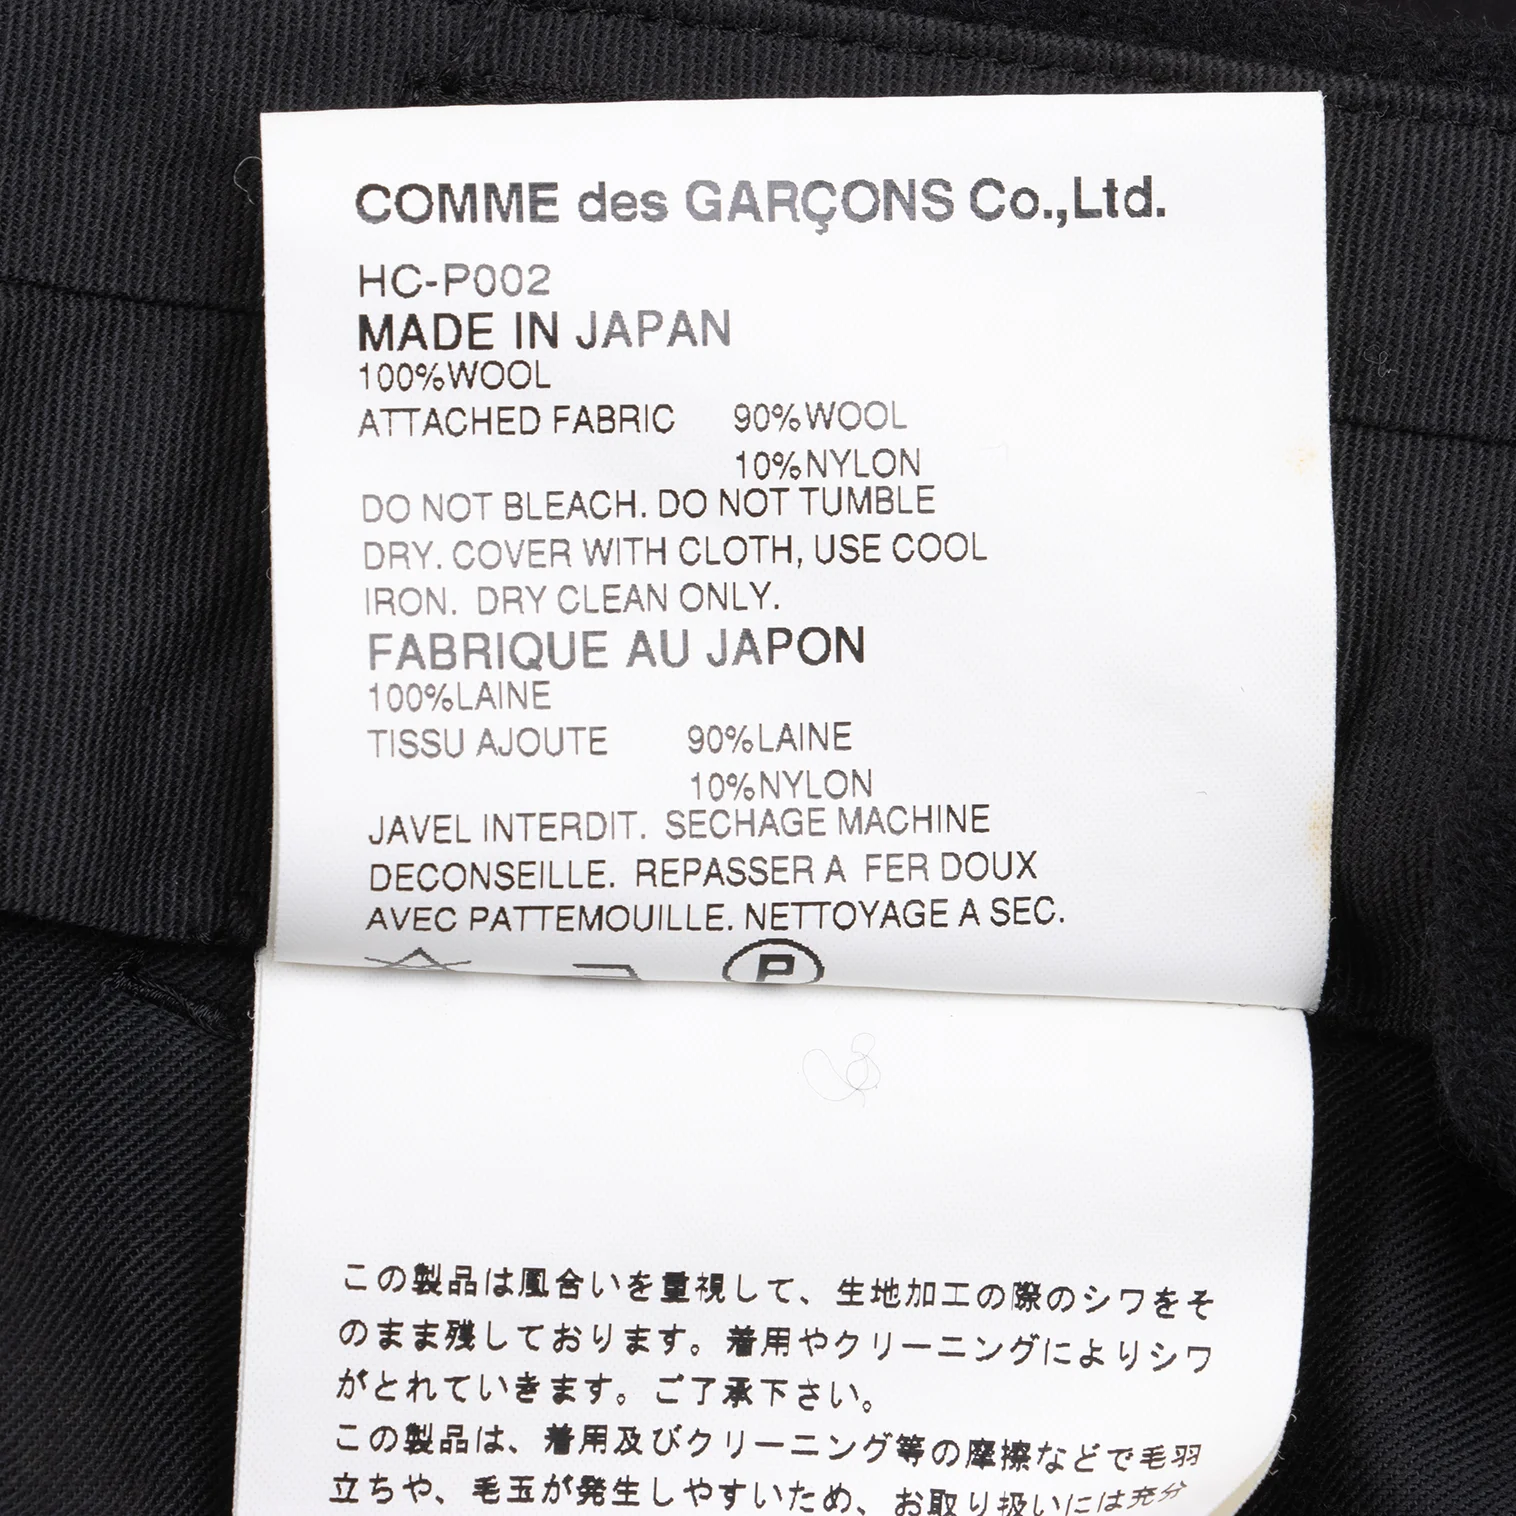 COMME des GARÇONS Co.,Ltd.
HC-P002
MADE IN JAPAN
100%WOOL
ATTACHED FABRIC 90%WOOL
10%NYLON
DO NOT BLEACH. DO NOT TUMBLE
DRY. COVER WITH CLOTH, USE COOL
IRON. DRY CLEAN ONLY.
FABRIQUE AU JAPON
100%LAINE
TISSU AJOUTE 90%LAINE
10%NYLON
JAVEL INTERDIT. SECHAGE MACHINE
DECONSEILLE. REPASSER A FER DOUX
AVEC PATTEMOUILLE. NETTOYAGE A SEC.
P
この製品は風合いを重視して、生地加工の際のシワをそ
のまま残しております。着用やクリーニングによりシワ
がとれていきます。ご了承下さい。
この製品は、着用及びクリーニング等の摩擦などで毛羽
立ちや、毛玉が発生しやすいため、お取り扱いには充分